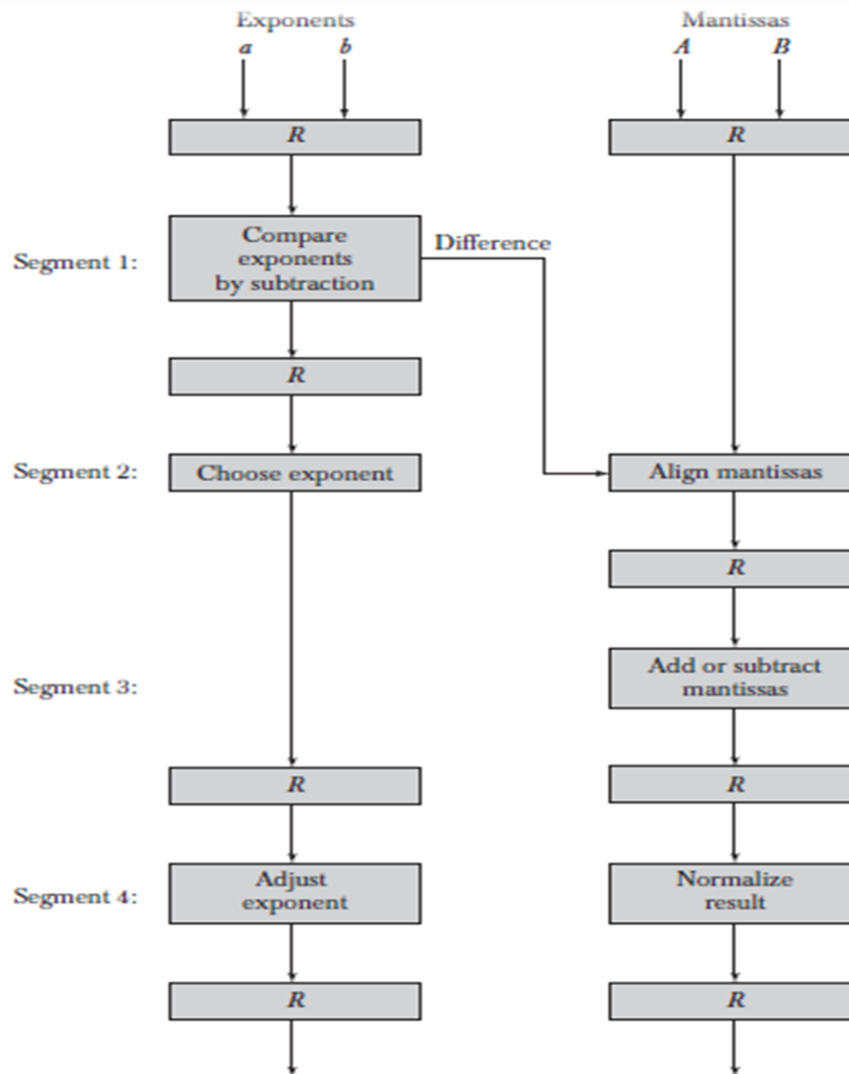 Exponents
a b
Mantissas
A B
R
R
Segment 1:
Compare
exponents
by subtraction
Difference
R
Segment 2:
Choose exponent
Align mantissas
R
Segment 3:
Add or subtract
mantissas
R
R
Segment 4:
Adjust
exponent
Normalize
result
R
R